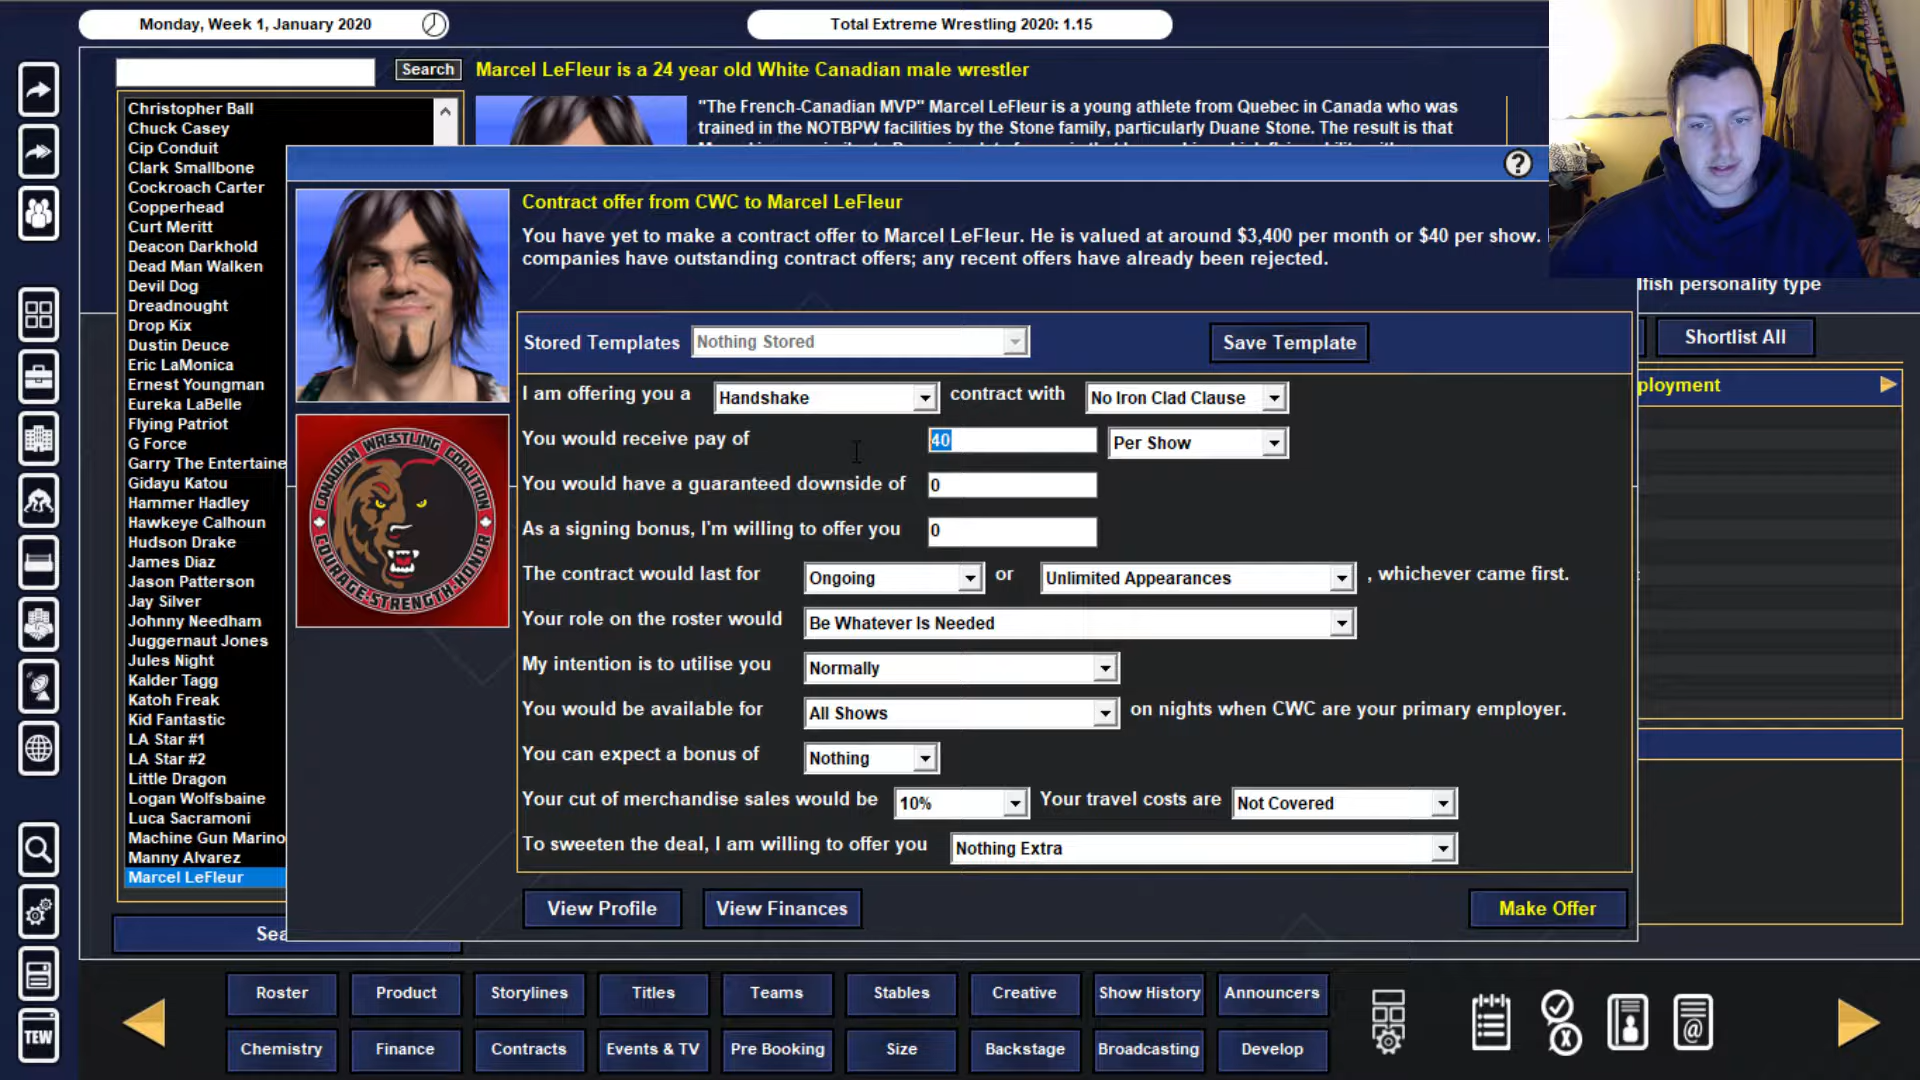 Monday, Week 1, January 2020
Total Extreme Wrestling 2020: 1.15
Search
Marcel LeFleur is a 24 year old White Canadian male wrestler
"The French-Canadian MVP" Marcel LeFleur is a young athlete from Quebec in Canada who was
trained in the NOTBPW facilities by the Stone family, particularly Duane Stone. The result is that
Christopher Ball
Chuck Casey
Cip Conduit
Clark Smallbone
Cockroach Carter
Copperhead
Curt Merritt
Deacon Darkhold
Dead Man Walken
Devil Dog
Dreadnought
Drop Kix
Dustin Deuce
Eric LaMonica
Ernest Youngman
Eureka LaBelle
Flying Patriot
G Force
Garry The Entertaine
Gidayu Katou
Hammer Hadley
Hawkeye Calhoun
Hudson Drake
James Diaz
Jason Patterson
Jay Silver
Johnny Needham
Juggernaut Jones
Jules Night
Kalder Tagg
Katoh Freak
Kid Fantastic
LA Star #1
LA Star #2
Little Dragon
Logan Wolfsbaine
Luca Sacramoni
Machine Gun Marino
Manny Alvarez
Marcel LeFleur
Sea
?
Contract offer from CWC to Marcel LeFleur
You have yet to make a contract offer to Marcel LeFleur. He is valued at around $3,400 per month or $40 per show.
companies have outstanding contract offers; any recent offers have already been rejected.
lfish personality type
Shortlist All
ployment
Stored Templates Nothing Stored Save Template
I am offering you a Handshake contract with No Iron Clad Clause
You would receive pay of 40 Per Show
You would have a guaranteed downside of 0
As a signing bonus, I'm willing to offer you 0
The contract would last for Ongoing or Unlimited Appearances , whichever came first.
Your role on the roster would Be Whatever Is Needed
My intention is to utilise you Normally
You would be available for All Shows on nights when CWC are your primary employer.
You can expect a bonus of Nothing
Your cut of merchandise sales would be 10% Your travel costs are Not Covered
To sweeten the deal, I am willing to offer you Nothing Extra
View Profile View Finances Make Offer
CANADIAN WRESTLING COALITION
COURAGE·STRENGTH·HONOR
Roster Product Storylines Titles Teams Stables Creative Show History Announcers
Chemistry Finance Contracts Events & TV Pre Booking Size Backstage Broadcasting Develop
TEW
@